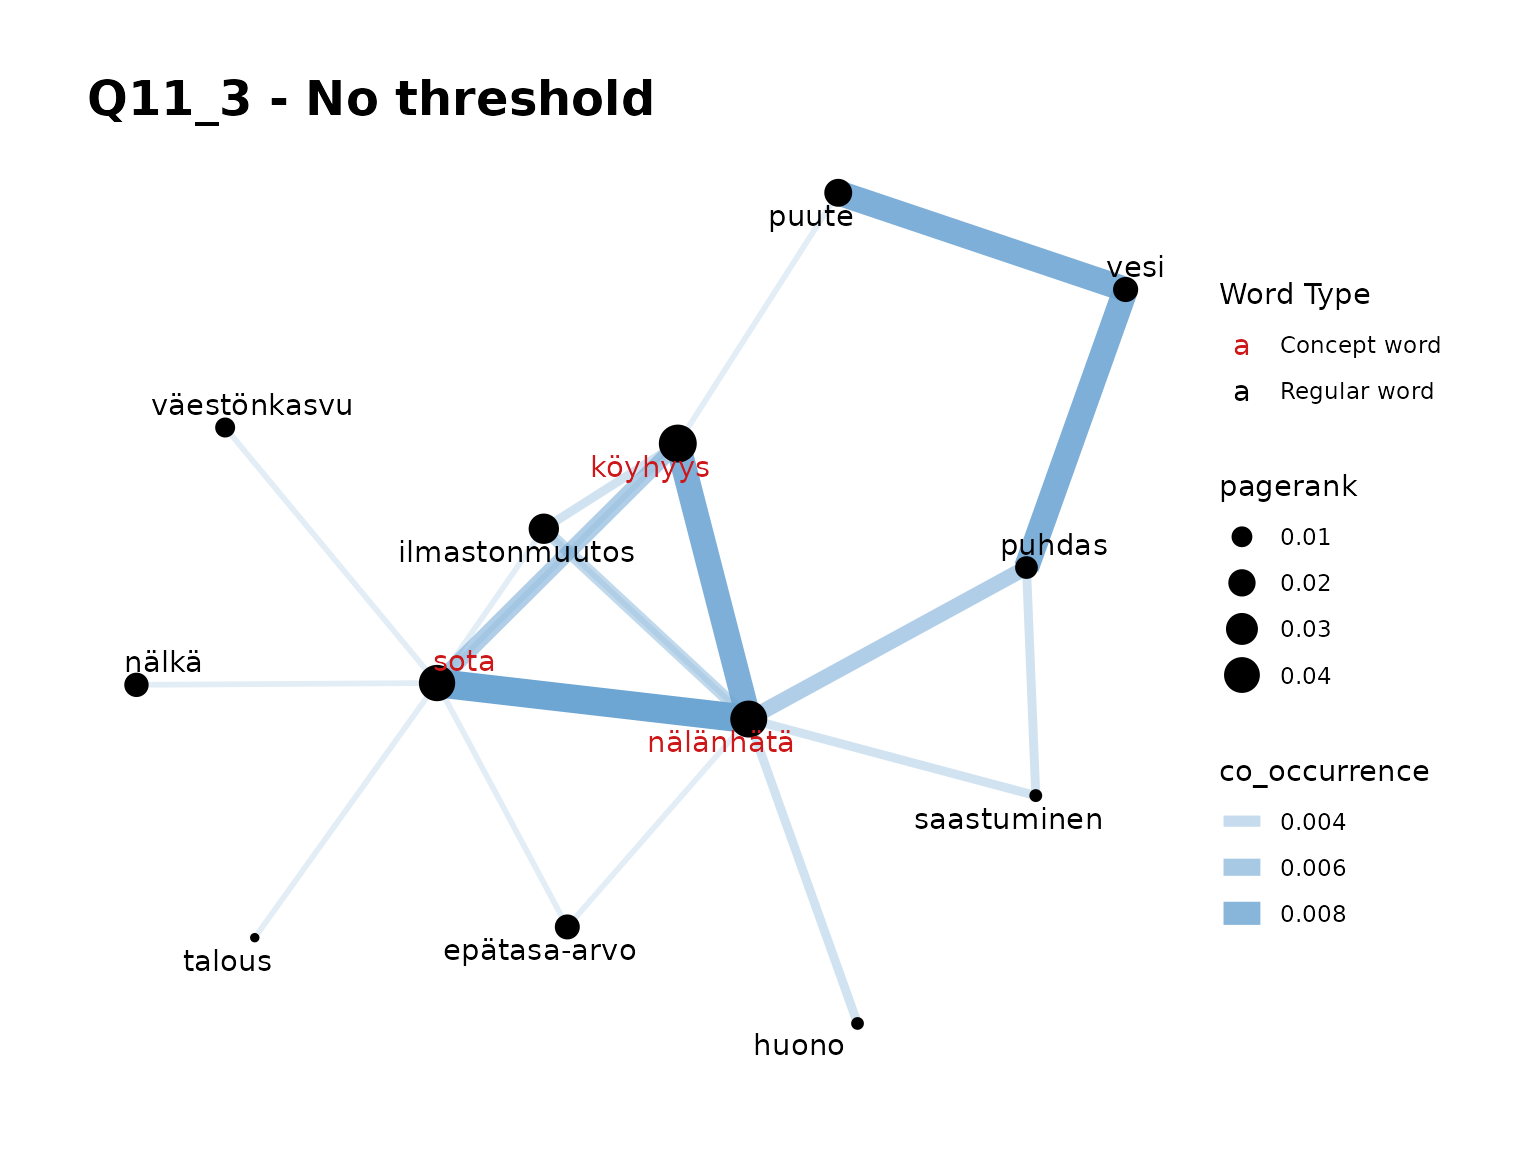 Q11_3 - No threshold
puute
vesi
väestönkasvu
köyhyys
ilmastonmuutos
puhdas
nälkä
sota
nälänhätä
saastuminen
talous
epätasa-arvo
huono
Word Type
a Concept word
a Regular word
pagerank
0.01
0.02
0.03
0.04
co_occurrence
0.004
0.006
0.008